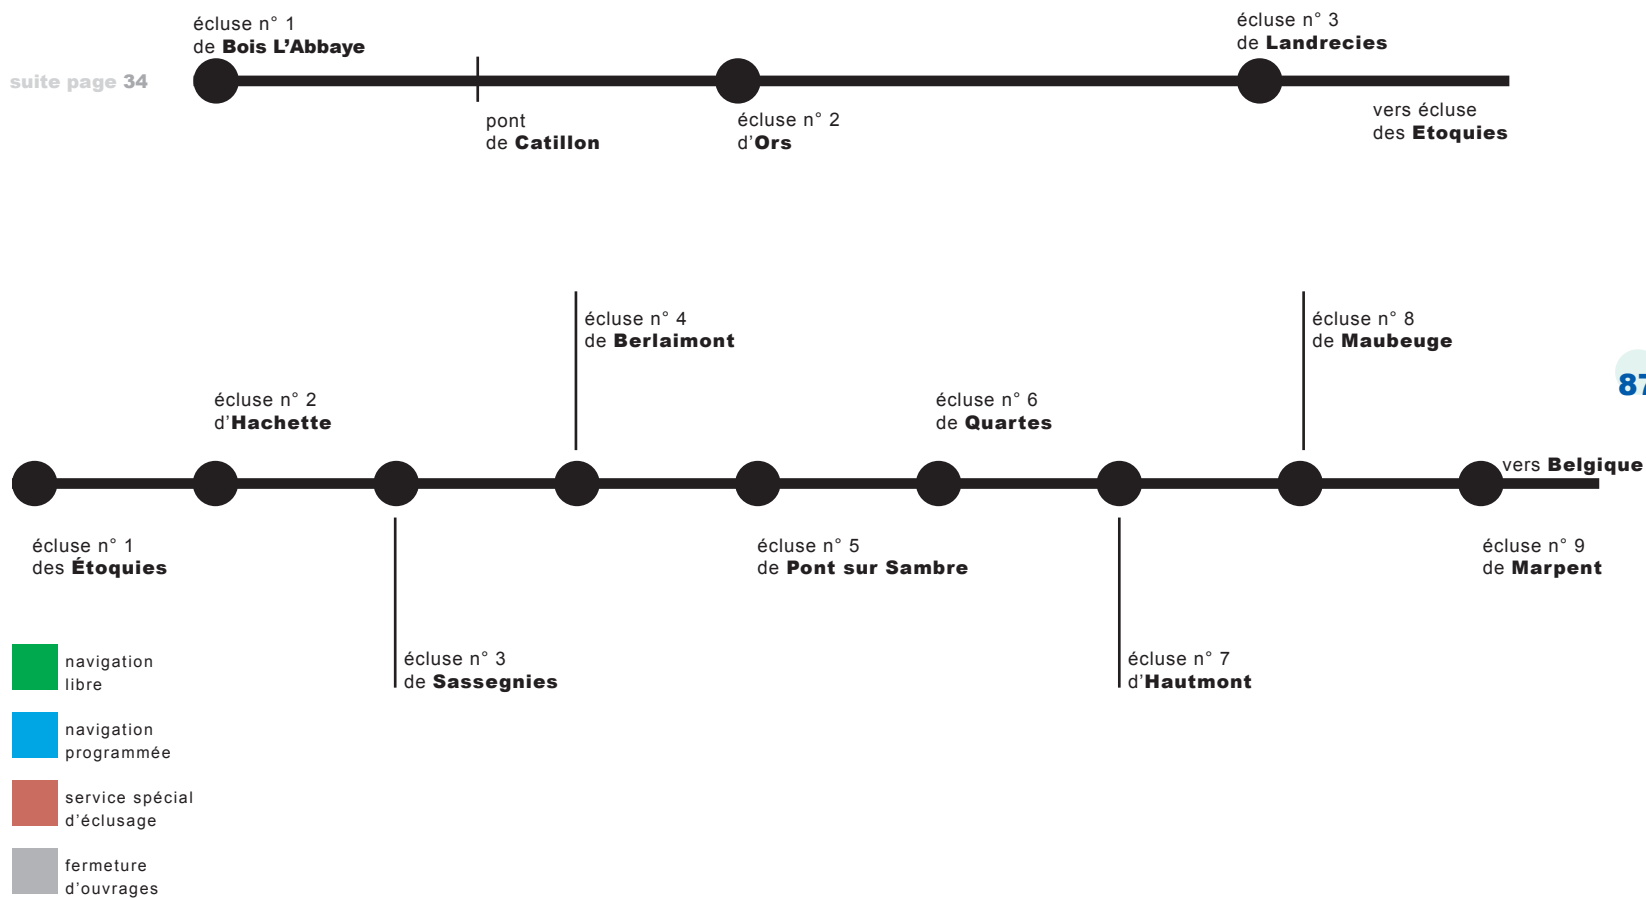 écluse n° 1
de Bois L’Abbaye
suite page 34
pont
de Catillon
écluse n° 2
d’Ors
écluse n° 3
de Landrecies
vers écluse
des Etoquies
écluse n° 4
de Berlaimont
écluse n° 8
de Maubeuge
87
écluse n° 2
d’Hachette
écluse n° 6
de Quartes
vers Belgique
écluse n° 1
des Étoquies
écluse n° 5
de Pont sur Sambre
écluse n° 9
de Marpent
écluse n° 3
de Sassegnies
écluse n° 7
d’Hautmont
navigation
libre
navigation
programmée
service spécial
d’éclusage
fermeture
d’ouvrages